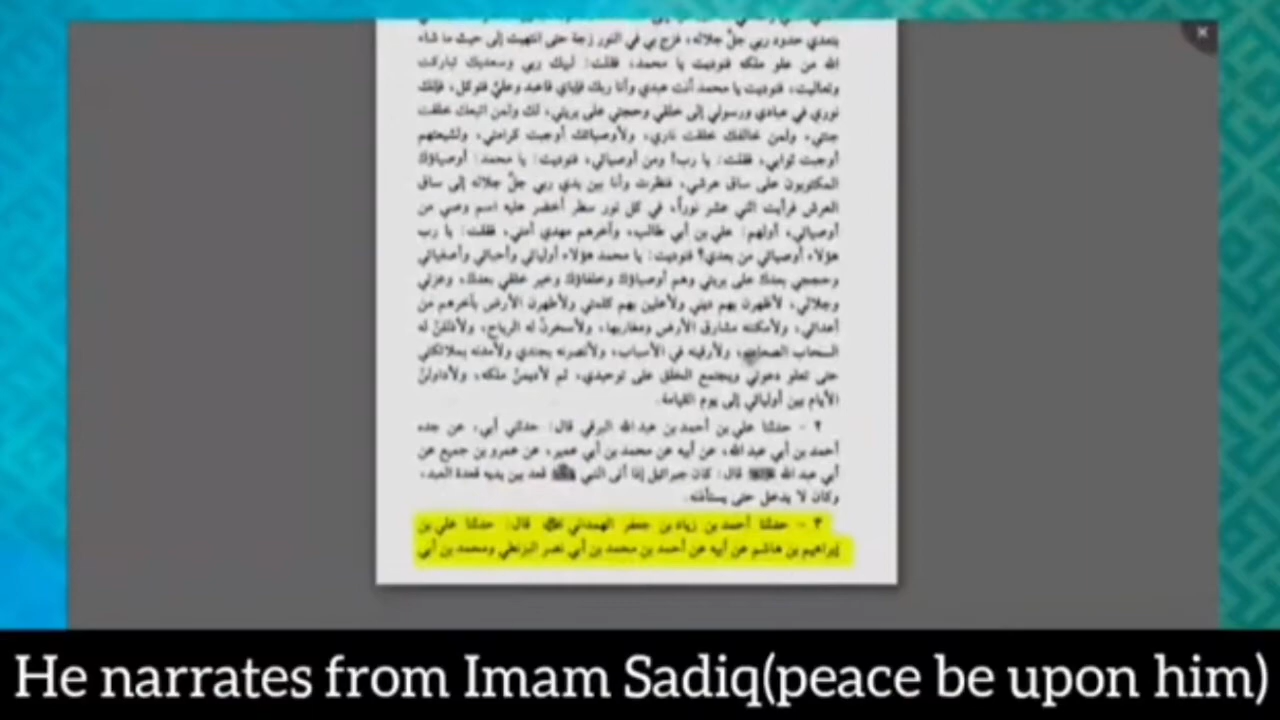 يتعدي حدود ربي جلّ جلاله، فزج بي في النور زجة حتى انتهيت إلى حيث ما شاء
الله من علو ملكه فنوديت يا محمد، فقلت: لبيك ربي وسعديك تباركت
وتعاليت، فنوديت يا محمد أنت عبدي وأنا ربك فإياي فاعبد وعليّ فتوكل، فإنك
نوري في عبادي ورسولي إلى خلقي وحجتي على بريتي، لك ولمن اتبعك خلقت
جنتي، ولمن خالفك خلقت ناري، ولأوصيائك أوجبت كرامتي، ولشيعتهم
أوجبت ثوابي، فقلت: يا رب! ومن أوصيائي، فنوديت: يا محمد! أوصياؤك
المكتوبون على ساق عرشي، فنظرت وأنا بين يدي ربي جلّ جلاله إلى ساق
العرش فرأيت اثني عشر نوراً، في كل نور سطر أخضر عليه اسم وصي من
أوصيائي، أولهم: علي بن أبي طالب، وآخرهم مهدي أمتي، فقلت: يا رب
هؤلاء أوصيائي من بعدي؟ فنوديت: يا محمد هؤلاء أوليائي وأحبائي وأصفيائي
وحججي بعدك على بريتي وهم أوصياؤك وخلفاؤك وخير خلقي بعدك، وعزتي
وجلالي، لأظهرن بهم ديني ولأعلين بهم كلمتي ولأطهرن الأرض بآخرهم من
أعدائي، ولأمكننه مشارق الأرض ومغاربها، ولأسخرنّ له الرياح، ولأذللنّ له
السحاب الصعاب، ولأرقينه في الأسباب، ولأنصرنه بجندي ولأمدنه بملائكتي
حتى تعلو دعوتي ويجتمع الخلق على توحيدي، ثم لأديمنّ ملكه، ولأداولنّ
الأيام بين أوليائي إلى يوم القيامة.
٢ - حدثنا علي بن أحمد بن عبد الله البرقي قال: حدثني أبي، عن جده
أحمد بن أبي عبد الله، عن أبيه عن محمد بن أبي عمير، عن عمرو بن جميع عن
أبي عبد الله قال: كان جبرائيل إذا أتى النبي قعد بين يديه قعدة العبد،
وكان لا يدخل حتى يستأذنه.
٣ - حدثنا أحمد بن زياد بن جعفر الهمداني قال: حدثنا علي بن
إبراهيم بن هاشم عن أبيه عن أحمد بن محمد بن أبي نصر البزنطي ومحمد بن أبي
He narrates from Imam Sadiq(peace be upon him)